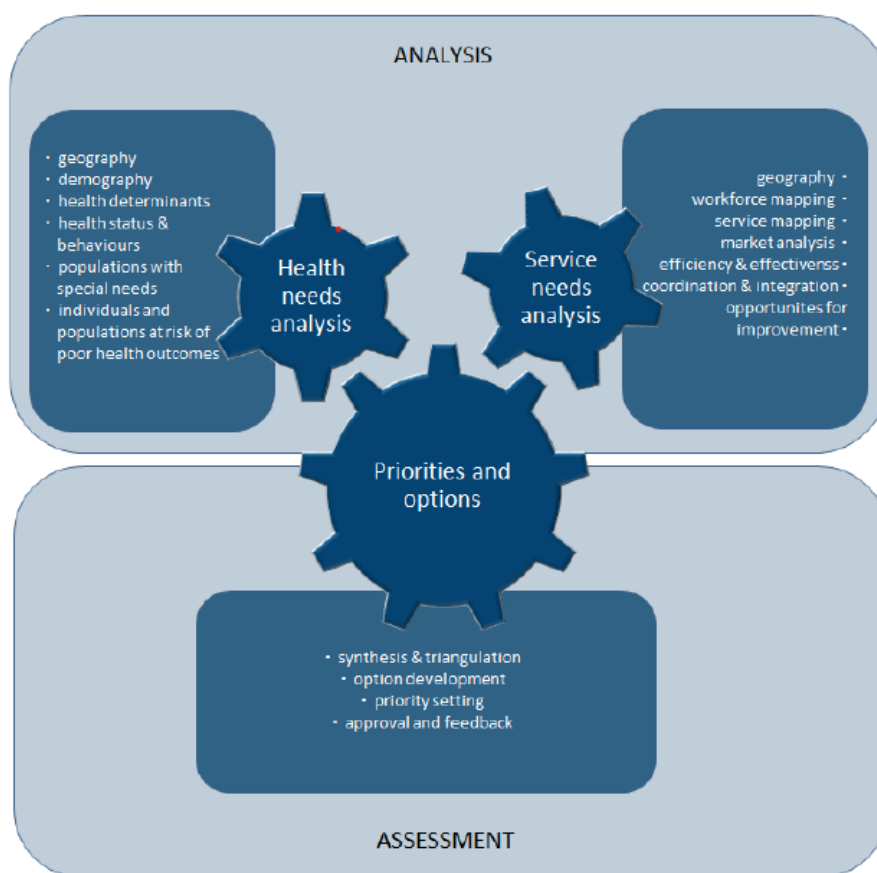 ANALYSIS
· geography
· demography
· health determinants
· health status &
behaviours
· populations with
special needs
· individuals and
populations at risk of
poor health outcomes
Health
needs
analysis
Service
needs
analysis
geography ·
workforce mapping ·
service mapping ·
market analysis ·
efficiency & effectivenss ·
coordination & integration ·
opportunites for
improvement ·
Priorities and
options
· synthesis & triangulation
· option development
· priority setting
· approval and feedback
ASSESSMENT